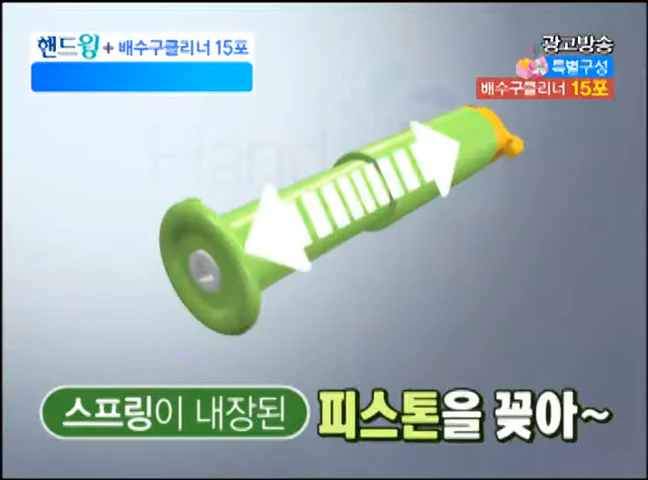 핸드윙 + 배수구클리너 15포
광고방송
특별구성
배수구클리너 15포
Hand
스프링이 내장된 피스톤을 꽂아~